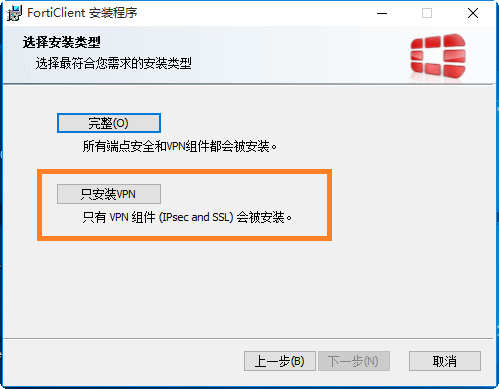 FortiClient 安装程序
选择安装类型
选择最符合您需求的安装类型
完整(O)
所有端点安全和VPN组件都会被安装。
只安装VPN
只有 VPN 组件 (IPsec and SSL) 会被安装。
上一步(B) 下一步(N) 取消